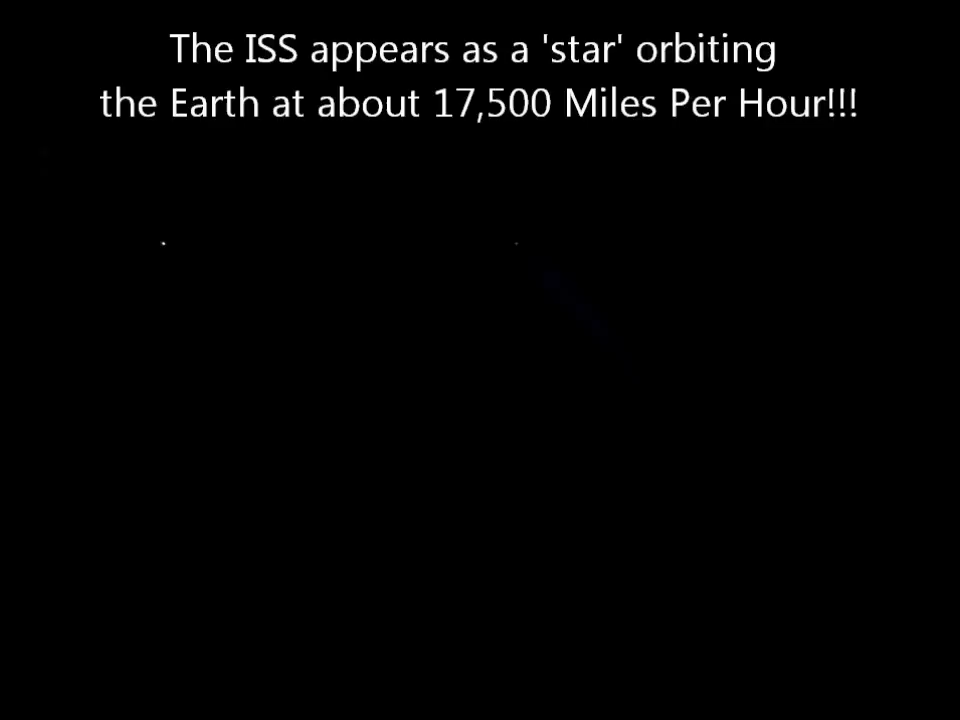 The ISS appears as a 'star' orbiting
the Earth at about 17,500 Miles Per Hour!!!